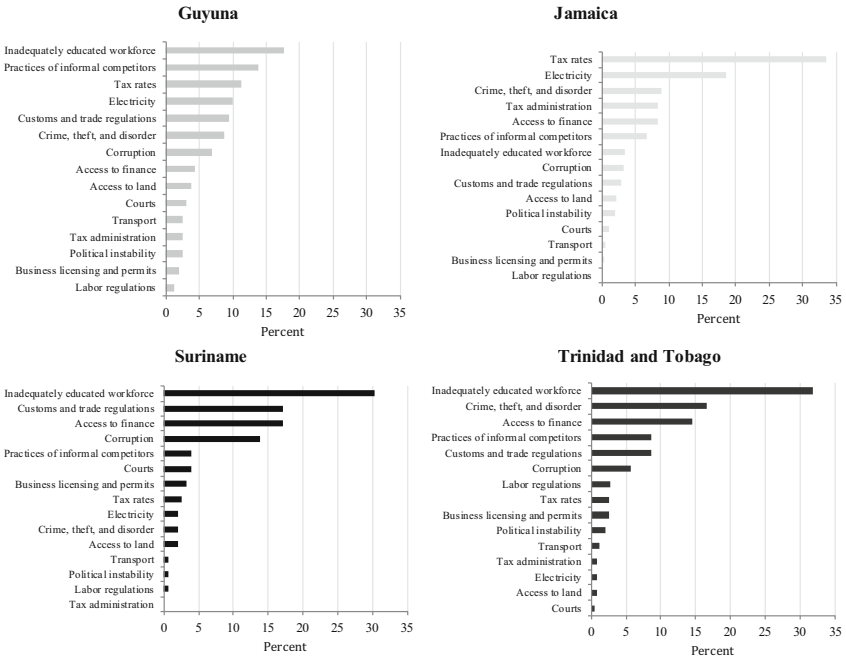 Guyuna
Inadequately educated workforce
Practices of informal competitors
Tax rates
Electricity
Customs and trade regulations
Crime, theft, and disorder
Corruption
Access to finance
Access to land
Courts
Transport
Tax administration
Political instability
Business licensing and permits
Labor regulations
0 5 10 15 20 25 30 35
Percent
Jamaica
Tax rates
Electricity
Crime, theft, and disorder
Tax administration
Access to finance
Practices of informal competitors
Inadequately educated workforce
Corruption
Customs and trade regulations
Access to land
Political instability
Courts
Transport
Business licensing and permits
Labor regulations
0 5 10 15 20 25 30 35
Percent
Suriname
Inadequately educated workforce
Customs and trade regulations
Access to finance
Corruption
Practices of informal competitors
Courts
Business licensing and permits
Tax rates
Electricity
Crime, theft, and disorder
Access to land
Transport
Political instability
Labor regulations
Tax administration
0 5 10 15 20 25 30 35
Percent
Trinidad and Tobago
Inadequately educated workforce
Crime, theft, and disorder
Access to finance
Practices of informal competitors
Customs and trade regulations
Corruption
Labor regulations
Tax rates
Business licensing and permits
Political instability
Transport
Tax administration
Electricity
Access to land
Courts
0 5 10 15 20 25 30 35
Percent